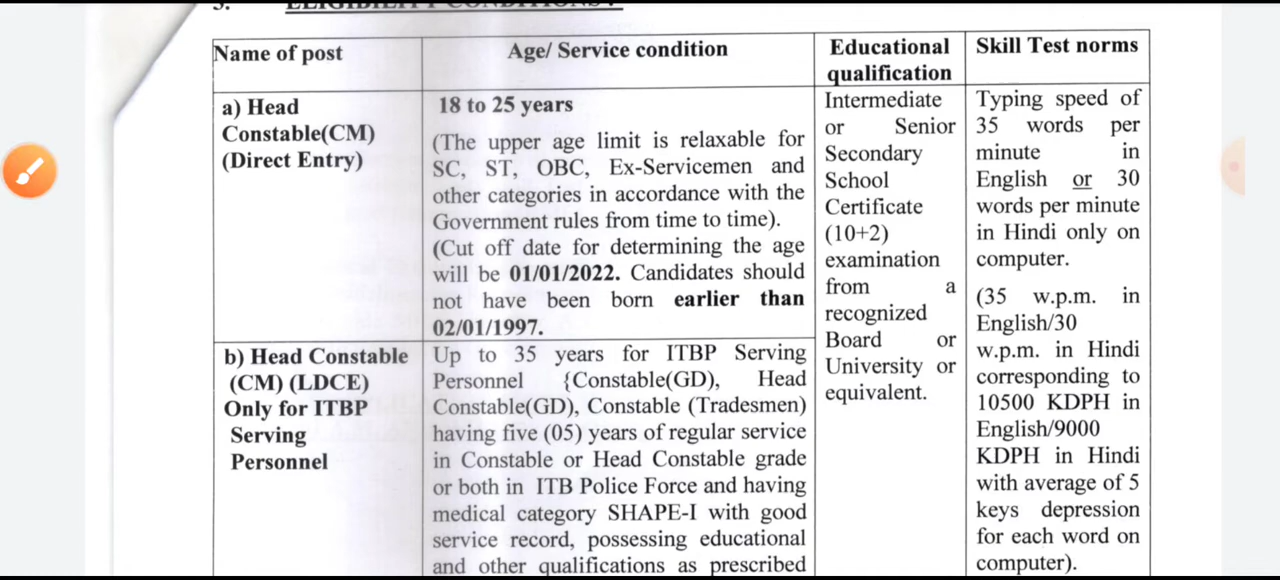 3. ELIGIBILITY CONDITIONS :
Name of post
Age/ Service condition
Educational
qualification
Skill Test norms
a) Head
Constable(CM)
(Direct Entry)
18 to 25 years
(The upper age limit is relaxable for
SC, ST, OBC, Ex-Servicemen and
other categories in accordance with the
Government rules from time to time).
(Cut off date for determining the age
will be 01/01/2022. Candidates should
not have been born earlier than
02/01/1997.
Intermediate
or Senior
Secondary
School
Certificate
(10+2)
examination
from a
recognized
Board or
University or
equivalent.
Typing speed of
35 words per
minute in
English or 30
words per minute
in Hindi only on
computer.
(35 w.p.m. in
English/30
w.p.m. in Hindi
corresponding to
10500 KDPH in
English/9000
KDPH in Hindi
with average of 5
keys depression
for each word on
computer).
b) Head Constable
(CM) (LDCE)
Only for ITBP
Serving
Personnel
Up to 35 years for ITBP Serving
Personnel {Constable(GD), Head
Constable(GD), Constable (Tradesmen)
having five (05) years of regular service
in Constable or Head Constable grade
or both in ITB Police Force and having
medical category SHAPE-I with good
service record, possessing educational
and other qualifications as prescribed